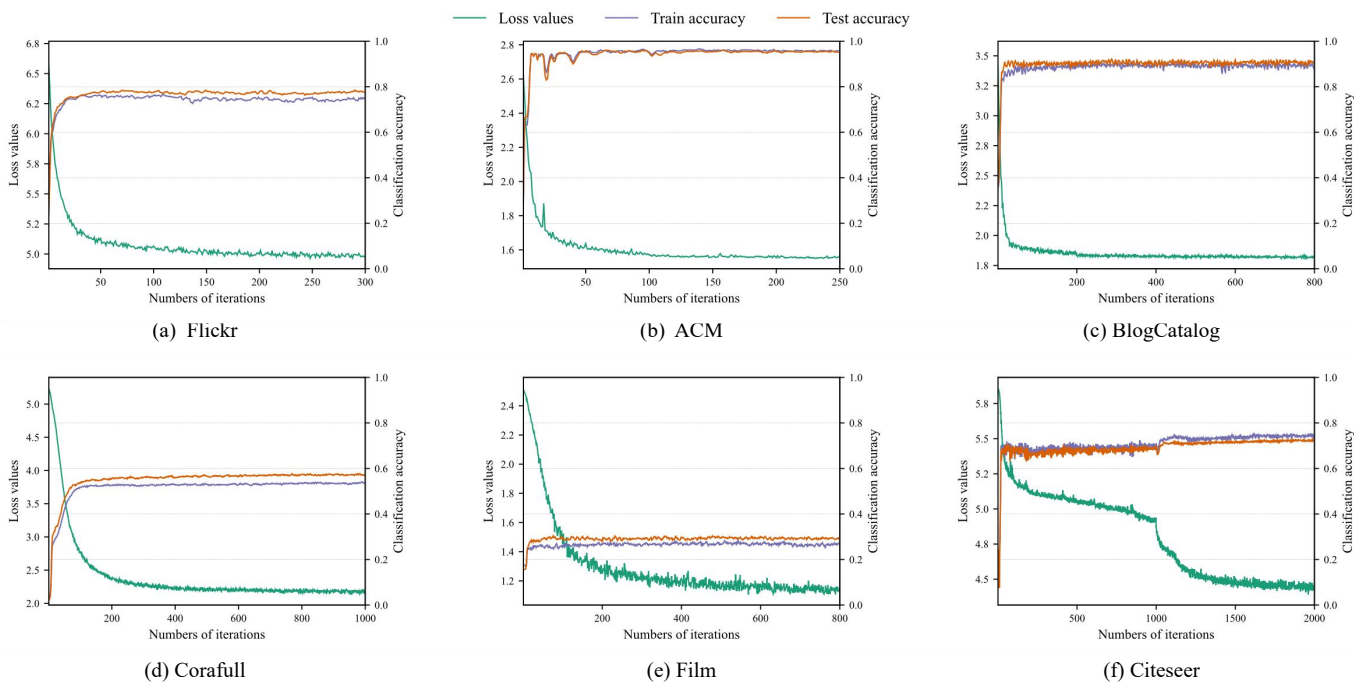 Loss values Train accuracy Test accuracy
6.8
6.5
6.2
6.0
5.8
5.5
5.2
5.0
Loss values
1.0
0.8
0.6
0.4
0.2
0.0
Classification accuracy
50 100 150 200 250 300
Numbers of iterations
(a) Flickr
2.8
2.6
2.4
2.2
2.0
1.8
1.6
Loss values
1.0
0.8
0.6
0.4
0.2
0.0
Classification accuracy
50 100 150 200 250
Numbers of iterations
(b) ACM
3.5
3.2
3.0
2.8
2.5
2.2
2.0
1.8
Loss values
1.0
0.8
0.6
0.4
0.2
0.0
Classification accuracy
200 400 600 800
Numbers of iterations
(c) BlogCatalog
5.0
4.5
4.0
3.5
3.0
2.5
2.0
Loss values
1.0
0.8
0.6
0.4
0.2
0.0
Classification accuracy
200 400 600 800 1000
Numbers of iterations
(d) Corafull
2.4
2.2
2.0
1.8
1.6
1.4
1.2
Loss values
1.0
0.8
0.6
0.4
0.2
0.0
Classification accuracy
200 400 600 800
Numbers of iterations
(e) Film
5.8
5.5
5.2
5.0
4.8
4.5
Loss values
1.0
0.8
0.6
0.4
0.2
0.0
Classification accuracy
500 1000 1500 2000
Numbers of iterations
(f) Citeseer